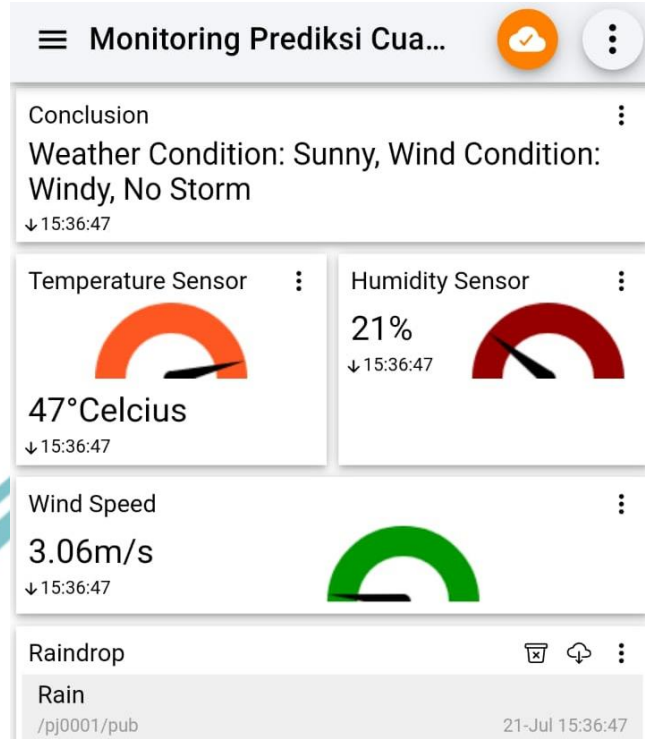 Monitoring Prediksi Cua...
Conclusion
Weather Condition: Sunny, Wind Condition:
Windy, No Storm
↓15:36:47
Temperature Sensor
47°Celcius
↓15:36:47
Humidity Sensor
21%
↓15:36:47
Wind Speed
3.06m/s
↓15:36:47
Raindrop
Rain
/pj0001/pub 21-Jul 15:36:47